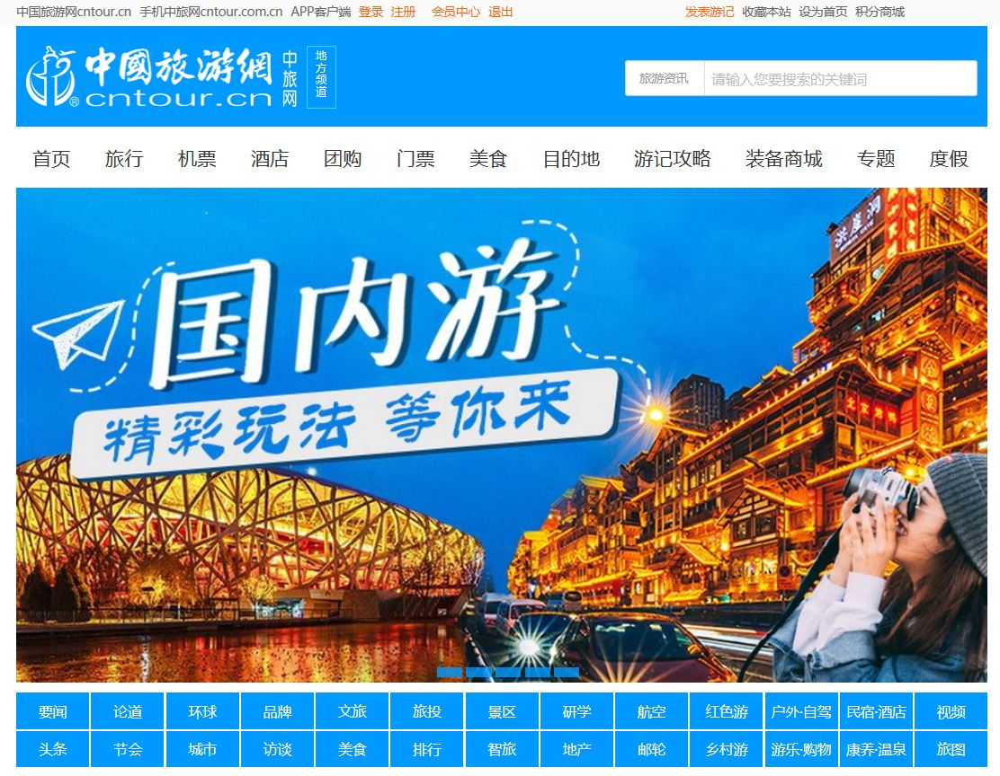 中国旅游网cntour.cn 手机中旅网cntour.com.cn APP客户端 登录 注册 会员中心 退出 发表游记 收藏本站 设为首页 积分商城
中國旅游網 中旅网 地方频道
®cntour.cn
旅游资讯 请输入您要搜索的关键词
首页 旅行 机票 酒店 团购 门票 美食 目的地 游记攻略 装备商城 专题 度假
洪崖洞
国内游
精彩玩法 等你来
北京烤鸭
要闻 论道 环球 品牌 文旅 旅投 景区 研学 航空 红色游 户外·自驾 民宿·酒店 视频
头条 节会 城市 访谈 美食 排行 智旅 地产 邮轮 乡村游 游乐·购物 康养·温泉 旅图